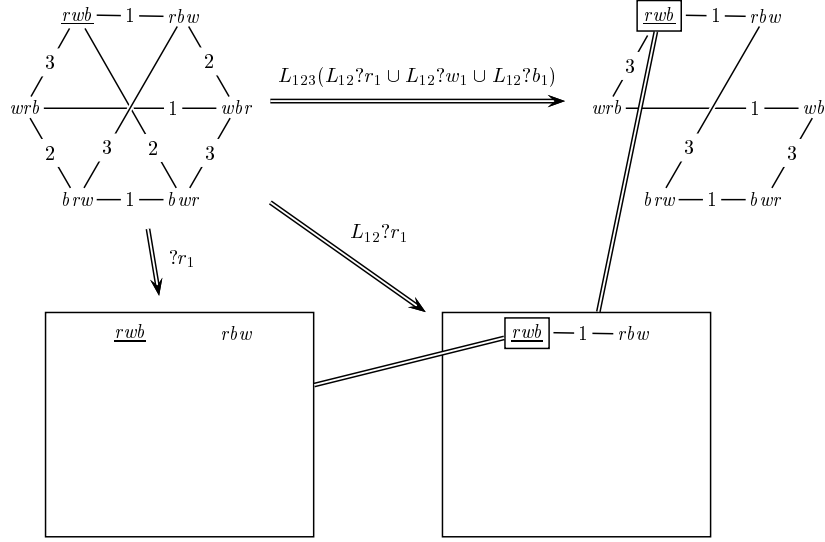 rwb 1 rbw
3 2
wrb 1 wbr
2 3 2 3
brw 1 bwr
L₁₂₃(L₁₂?r₁ ∪ L₁₂?w₁ ∪ L₁₂?b₁)
rwb 1 rbw
3
wrb 1 wb
3 3
brw 1 bwr
?r₁
L₁₂?r₁
rwb rbw
rwb 1 rbw